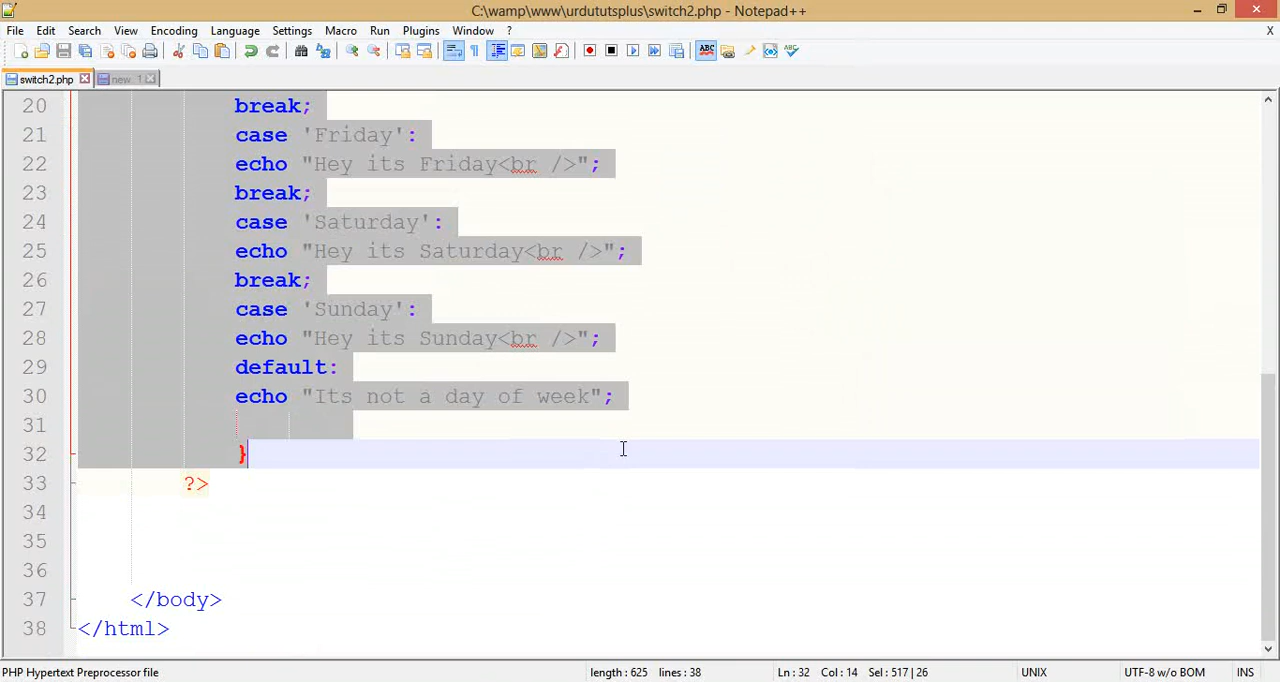 C:\wamp\www\urdututsplus\switch2.php - Notepad++
File Edit Search View Encoding Language Settings Macro Run Plugins Window ? X
switch2.php new 1
20 break;
21 case 'Friday':
22 echo "Hey its Friday<br />";
23 break;
24 case 'Saturday':
25 echo "Hey its Saturday<br />";
26 break;
27 case 'Sunday':
28 echo "Hey its Sunday<br />";
29 default:
30 echo "Its not a day of week";
31
32 }
33 ?>
34
35
36
37 </body>
38 </html>
PHP Hypertext Preprocessor file length : 625 lines : 38 Ln : 32 Col : 14 Sel : 517 | 26 UNIX UTF-8 w/o BOM INS